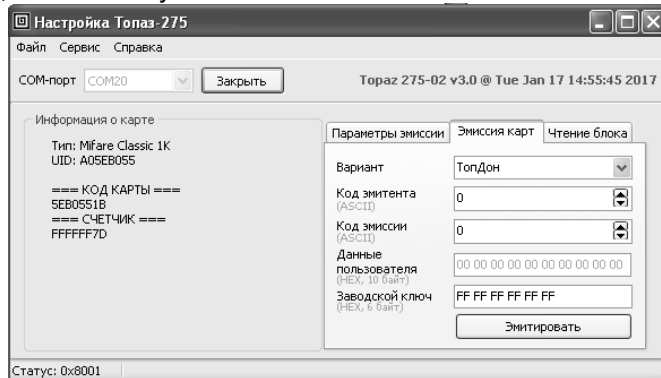 Настройка Топаз-275
Файл Сервис Справка
COM-порт COM20 Закрыть Topaz 275-02 v3.0 @ Tue Jan 17 14:55:45 2017
Информация о карте
Тип: Mifare Classic 1K
UID: A05EB055
=== КОД КАРТЫ ===
5EB0551B
=== СЧЕТЧИК ===
FFFFFF7D
Параметры эмиссии Эмиссия карт Чтение блока
Вариант ТопДон
Код эмитента 0
(ASCII)
Код эмиссии 0
(ASCII)
Данные
пользователя 00 00 00 00 00 00 00 00 00 00
(HEX, 10 байт)
Заводской ключ FF FF FF FF FF FF
(HEX, 6 байт)
Эмитировать
Статус: 0x8001